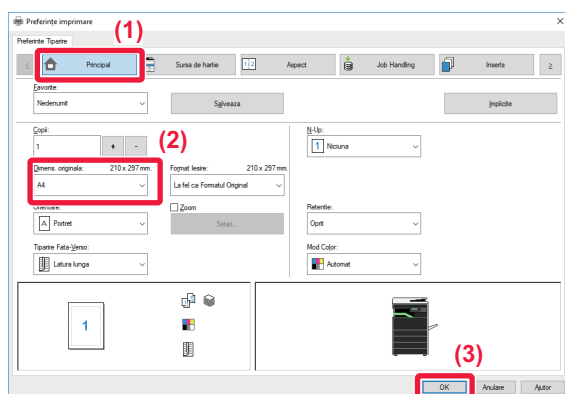 Preferințe imprimare
(1)
Preferinte Tiparire
≤ Principal Sursa de hartie Aspect Job Handling Inserts ≥
Favorite:
Nedenumit Salveaza Implicite
Copii: N-Up:
1 + - (2) 1 Niciuna
Dimens. originala: 210 x 297 mm. Format Iesire: 210 x 297 mm.
A4 La fel ca Formatul Original
Orientare: Zoom Retentie:
A Portret Setari... Oprit
Tiparire Fata-Verso: Mod Color:
Latura lunga Automat
1
(3)
OK Anulare Ajutor